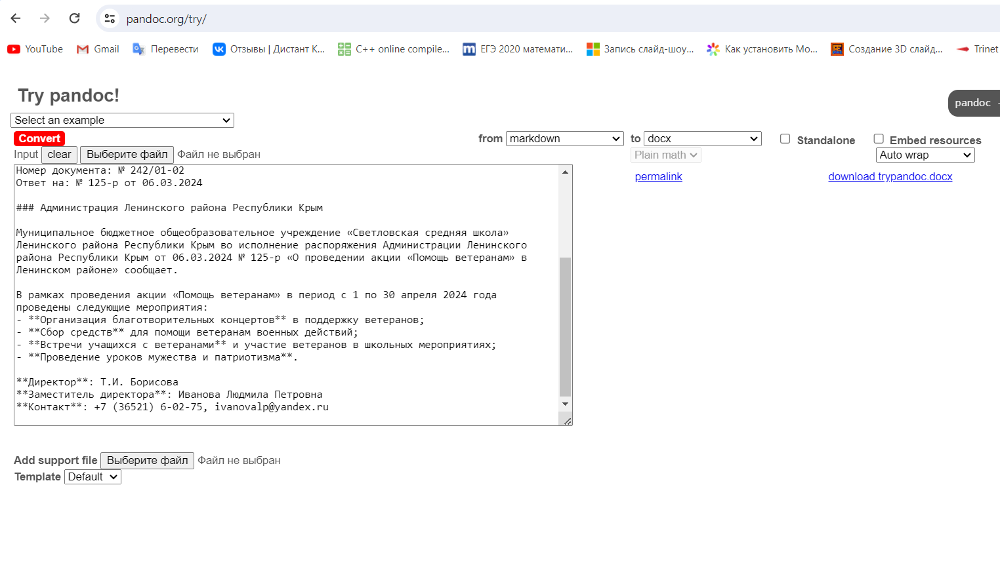 pandoc.org/try/
YouTube Gmail Перевести Отзывы | Дистант К... C++ online compile... ЕГЭ 2020 математи... Запись слайд-шоу... Как установить Mo... Создание 3D слайд... Trinet
Try pandoc!
pandoc
Select an example
Convert from markdown to docx Standalone Embed resources
Input clear Выберите файл Файл не выбран Plain math Auto wrap
permalink download trypandoc.docx
Номер документа: № 242/01-02
Ответ на: № 125-р от 06.03.2024
### Администрация Ленинского района Республики Крым
Муниципальное бюджетное общеобразовательное учреждение «Светловская средняя школа»
Ленинского района Республики Крым во исполнение распоряжения Администрации Ленинского
района Республики Крым от 06.03.2024 № 125-р «О проведении акции «Помощь ветеранам» в
Ленинском районе» сообщает.
В рамках проведения акции «Помощь ветеранам» в период с 1 по 30 апреля 2024 года
проведены следующие мероприятия:
- **Организация благотворительных концертов** в поддержку ветеранов;
- **Сбор средств** для помощи ветеранам военных действий;
- **Встречи учащихся с ветеранами** и участие ветеранов в школьных мероприятиях;
- **Проведение уроков мужества и патриотизма**.
**Директор**: Т.И. Борисова
**Заместитель директора**: Иванова Людмила Петровна
**Контакт**: +7 (36521) 6-02-75, ivanovalp@yandex.ru
Add support file Выберите файл Файл не выбран
Template Default